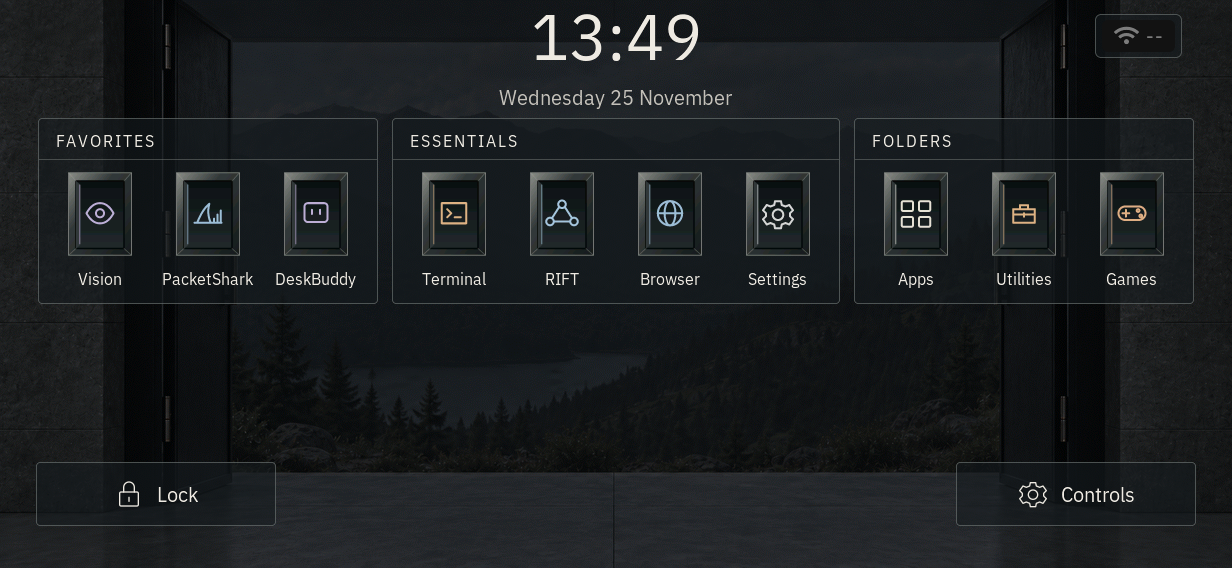 13:49
--
Wednesday 25 November
FAVORITES
ESSENTIALS
FOLDERS
Vision
PacketShark
DeskBuddy
Terminal
RIFT
Browser
Settings
Apps
Utilities
Games
Lock
Controls